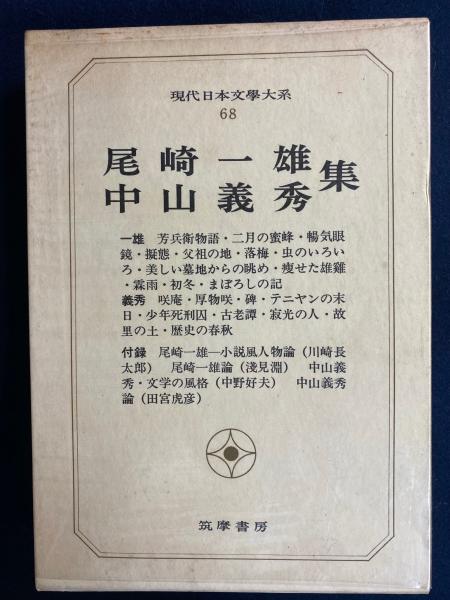 現代日本文學大系
68
尾崎一雄
中山義秀
集
一雄 芳兵衛物語・二月の蜜蜂・暢気眼
鏡・擬態・父祖の地・落梅・虫のいろい
ろ・美しい墓地からの眺め・痩せた雄雞
・霖雨・初冬・まぼろしの記
義秀 咲庵・厚物咲・碑・テニヤンの末
日・少年死刑囚・古老譚・寂光の人・故
里の土・歴史の春秋
付録 尾崎一雄—小説風人物論（川崎長
太郎） 尾崎一雄論（淺見淵） 中山義
秀・文学の風格（中野好夫） 中山義秀
論（田宮虎彦）
筑摩書房